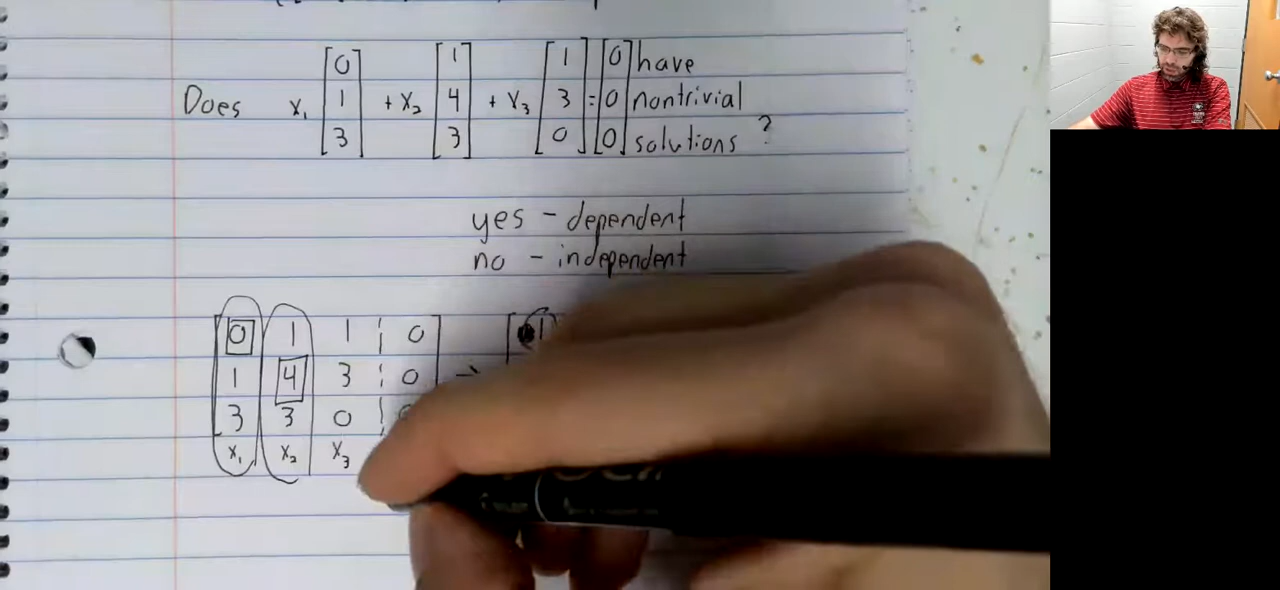 [0] [1] [1] [0] have
Does x₁ [1] + x₂ [4] + x₃ [3] = [0] nontrivial
[3] [3] [0] [0] solutions ?
yes - dependent
no - independent
0 1 1 ¦ 0 1
1 4 3 ¦ 0 →
3 3 0 ¦
x₁ x₂ x₃